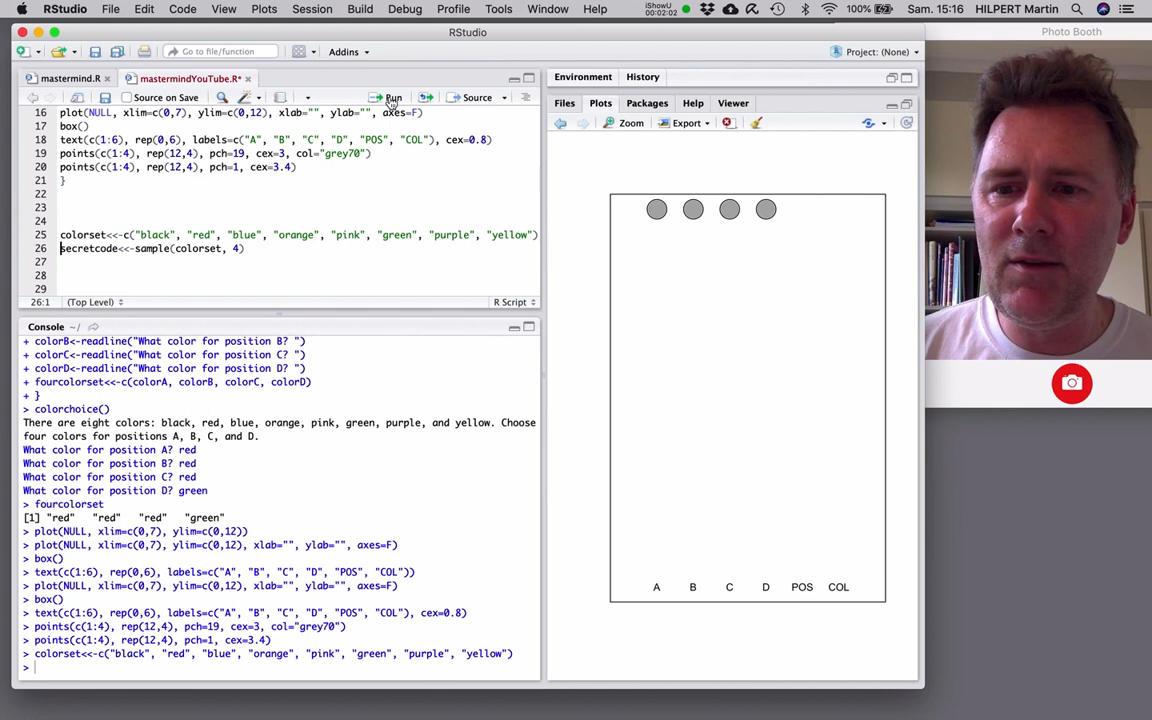 RStudio File Edit Code View Plots Session Build Debug Profile Tools Window Help iShowU 00:02:02 100% Sam. 15:16 HILPERT Martin
RStudio
Photo Booth
Go to file/function Addins Project: (None)
mastermind.R mastermindYouTube.R*
Source on Save Run Source
16 plot(NULL, xlim=c(0,7), ylim=c(0,12), xlab="", ylab="", axes=F)
17 box()
18 text(c(1:6), rep(0,6), labels=c("A", "B", "C", "D", "POS", "COL"), cex=0.8)
19 points(c(1:4), rep(12,4), pch=19, cex=3, col="grey70")
20 points(c(1:4), rep(12,4), pch=1, cex=3.4)
21 }
22
23
24
25 colorset<<-c("black", "red", "blue", "orange", "pink", "green", "purple", "yellow")
26 secretcode<<-sample(colorset, 4)
27
28
29
26:1 (Top Level) R Script
Console ~/
+ colorB<-readline("What color for position B? ")
+ colorC<-readline("What color for position C? ")
+ colorD<-readline("What color for position D? ")
+ fourcolorset<<-c(colorA, colorB, colorC, colorD)
+ }
> colorchoice()
There are eight colors: black, red, blue, orange, pink, green, purple, and yellow. Choose
four colors for positions A, B, C, and D.
What color for position A? red
What color for position B? red
What color for position C? red
What color for position D? green
> fourcolorset
[1] "red" "red" "red" "green"
> plot(NULL, xlim=c(0,7), ylim=c(0,12))
> plot(NULL, xlim=c(0,7), ylim=c(0,12), xlab="", ylab="", axes=F)
> box()
> text(c(1:6), rep(0,6), labels=c("A", "B", "C", "D", "POS", "COL"))
> plot(NULL, xlim=c(0,7), ylim=c(0,12), xlab="", ylab="", axes=F)
> box()
> text(c(1:6), rep(0,6), labels=c("A", "B", "C", "D", "POS", "COL"), cex=0.8)
> points(c(1:4), rep(12,4), pch=19, cex=3, col="grey70")
> points(c(1:4), rep(12,4), pch=1, cex=3.4)
> colorset<<-c("black", "red", "blue", "orange", "pink", "green", "purple", "yellow")
>
Environment History
Files Plots Packages Help Viewer
Zoom Export
A B C D POS COL